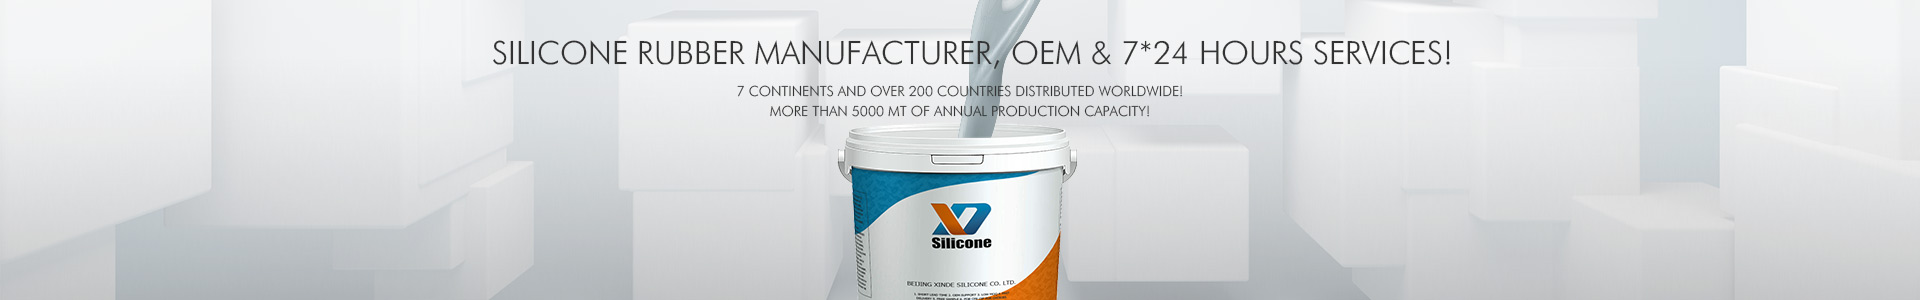 SILICONE RUBBER MANUFACTURER, OEM & 7*24 HOURS SERVICES!
7 CONTINENTS AND OVER 200 COUNTRIES DISTRIBUTED WORLDWIDE!
MORE THAN 5000 MT OF ANNUAL PRODUCTION CAPACITY!
XD
Silicone
BEIJING XINDE SILICONE CO. LTD.